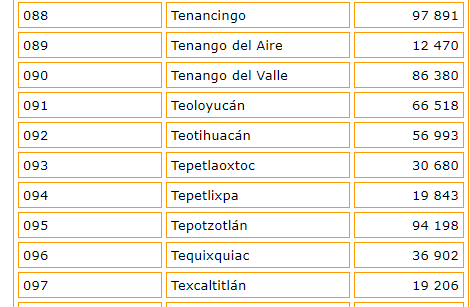 088 Tenancingo 97 891
089 Tenango del Aire 12 470
090 Tenango del Valle 86 380
091 Teoloyucán 66 518
092 Teotihuacán 56 993
093 Tepetlaoxtoc 30 680
094 Tepetlixpa 19 843
095 Tepotzotlán 94 198
096 Tequixquiac 36 902
097 Texcaltitlán 19 206